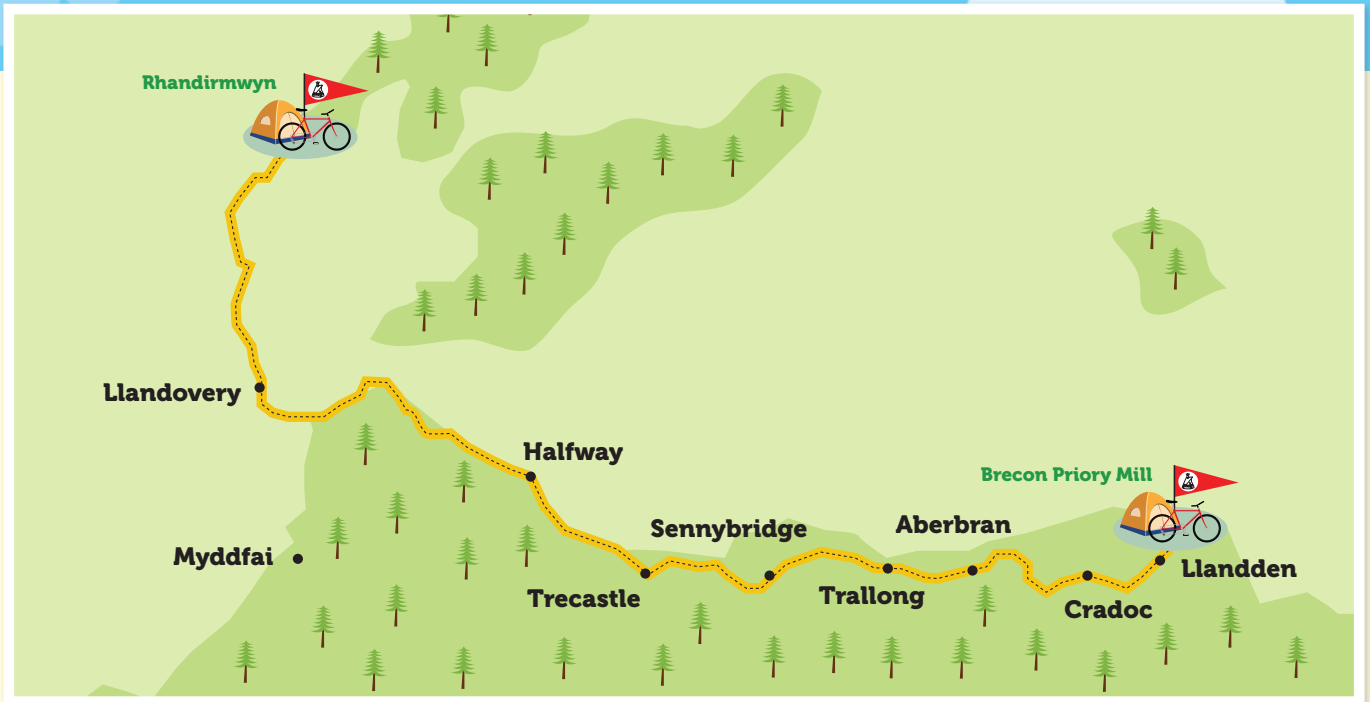 Rhandirmwyn
Llandovery
Halfway
Brecon Priory Mill
Sennybridge
Aberbran
Myddfai
Llandden
Trecastle
Trallong
Cradoc